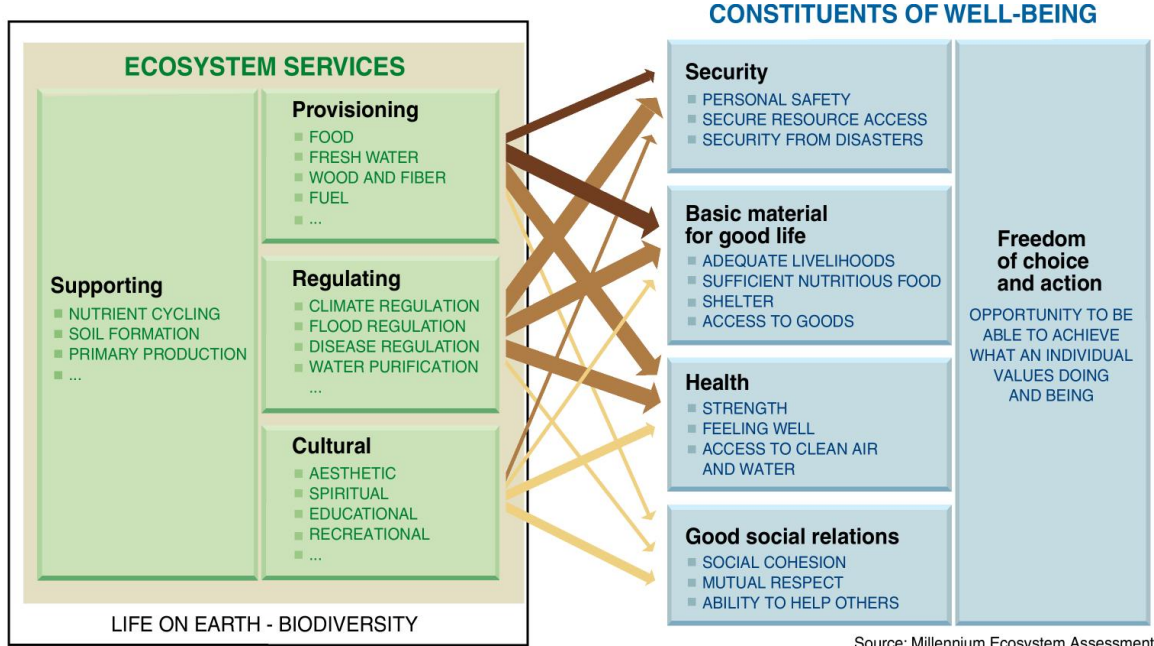 CONSTITUENTS OF WELL-BEING
ECOSYSTEM SERVICES
Supporting
NUTRIENT CYCLING
SOIL FORMATION
PRIMARY PRODUCTION
...
Provisioning
FOOD
FRESH WATER
WOOD AND FIBER
FUEL
...
Regulating
CLIMATE REGULATION
FLOOD REGULATION
DISEASE REGULATION
WATER PURIFICATION
...
Cultural
AESTHETIC
SPIRITUAL
EDUCATIONAL
RECREATIONAL
...
LIFE ON EARTH - BIODIVERSITY
Security
PERSONAL SAFETY
SECURE RESOURCE ACCESS
SECURITY FROM DISASTERS
Basic material
for good life
ADEQUATE LIVELIHOODS
SUFFICIENT NUTRITIOUS FOOD
SHELTER
ACCESS TO GOODS
Health
STRENGTH
FEELING WELL
ACCESS TO CLEAN AIR
AND WATER
Good social relations
SOCIAL COHESION
MUTUAL RESPECT
ABILITY TO HELP OTHERS
Freedom
of choice
and action
OPPORTUNITY TO BE
ABLE TO ACHIEVE
WHAT AN INDIVIDUAL
VALUES DOING
AND BEING
Source: Millennium Ecosystem Assessment